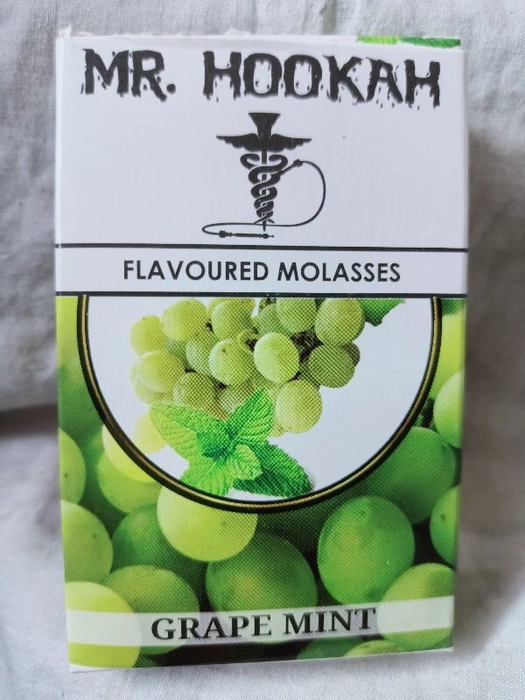 MR. HOOKAH
FLAVOURED MOLASSES
GRAPE MINT